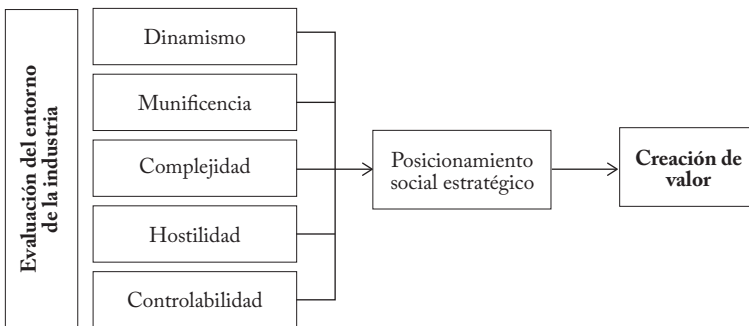 Evaluación del entorno
de la industria
Dinamismo
Munificencia
Complejidad
Hostilidad
Controlabilidad
Posicionamiento
social estratégico
Creación de
valor